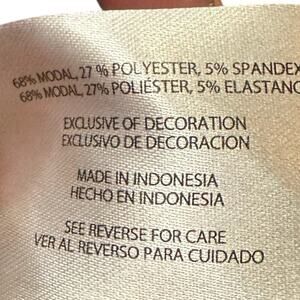 68% MODAL, 27% POLYESTER, 5% SPANDEX
68% MODAL, 27% POLIÉSTER, 5% ELASTANO
EXCLUSIVE OF DECORATION
EXCLUSIVO DE DECORACION
MADE IN INDONESIA
HECHO EN INDONESIA
SEE REVERSE FOR CARE
VER AL REVERSO PARA CUIDADO